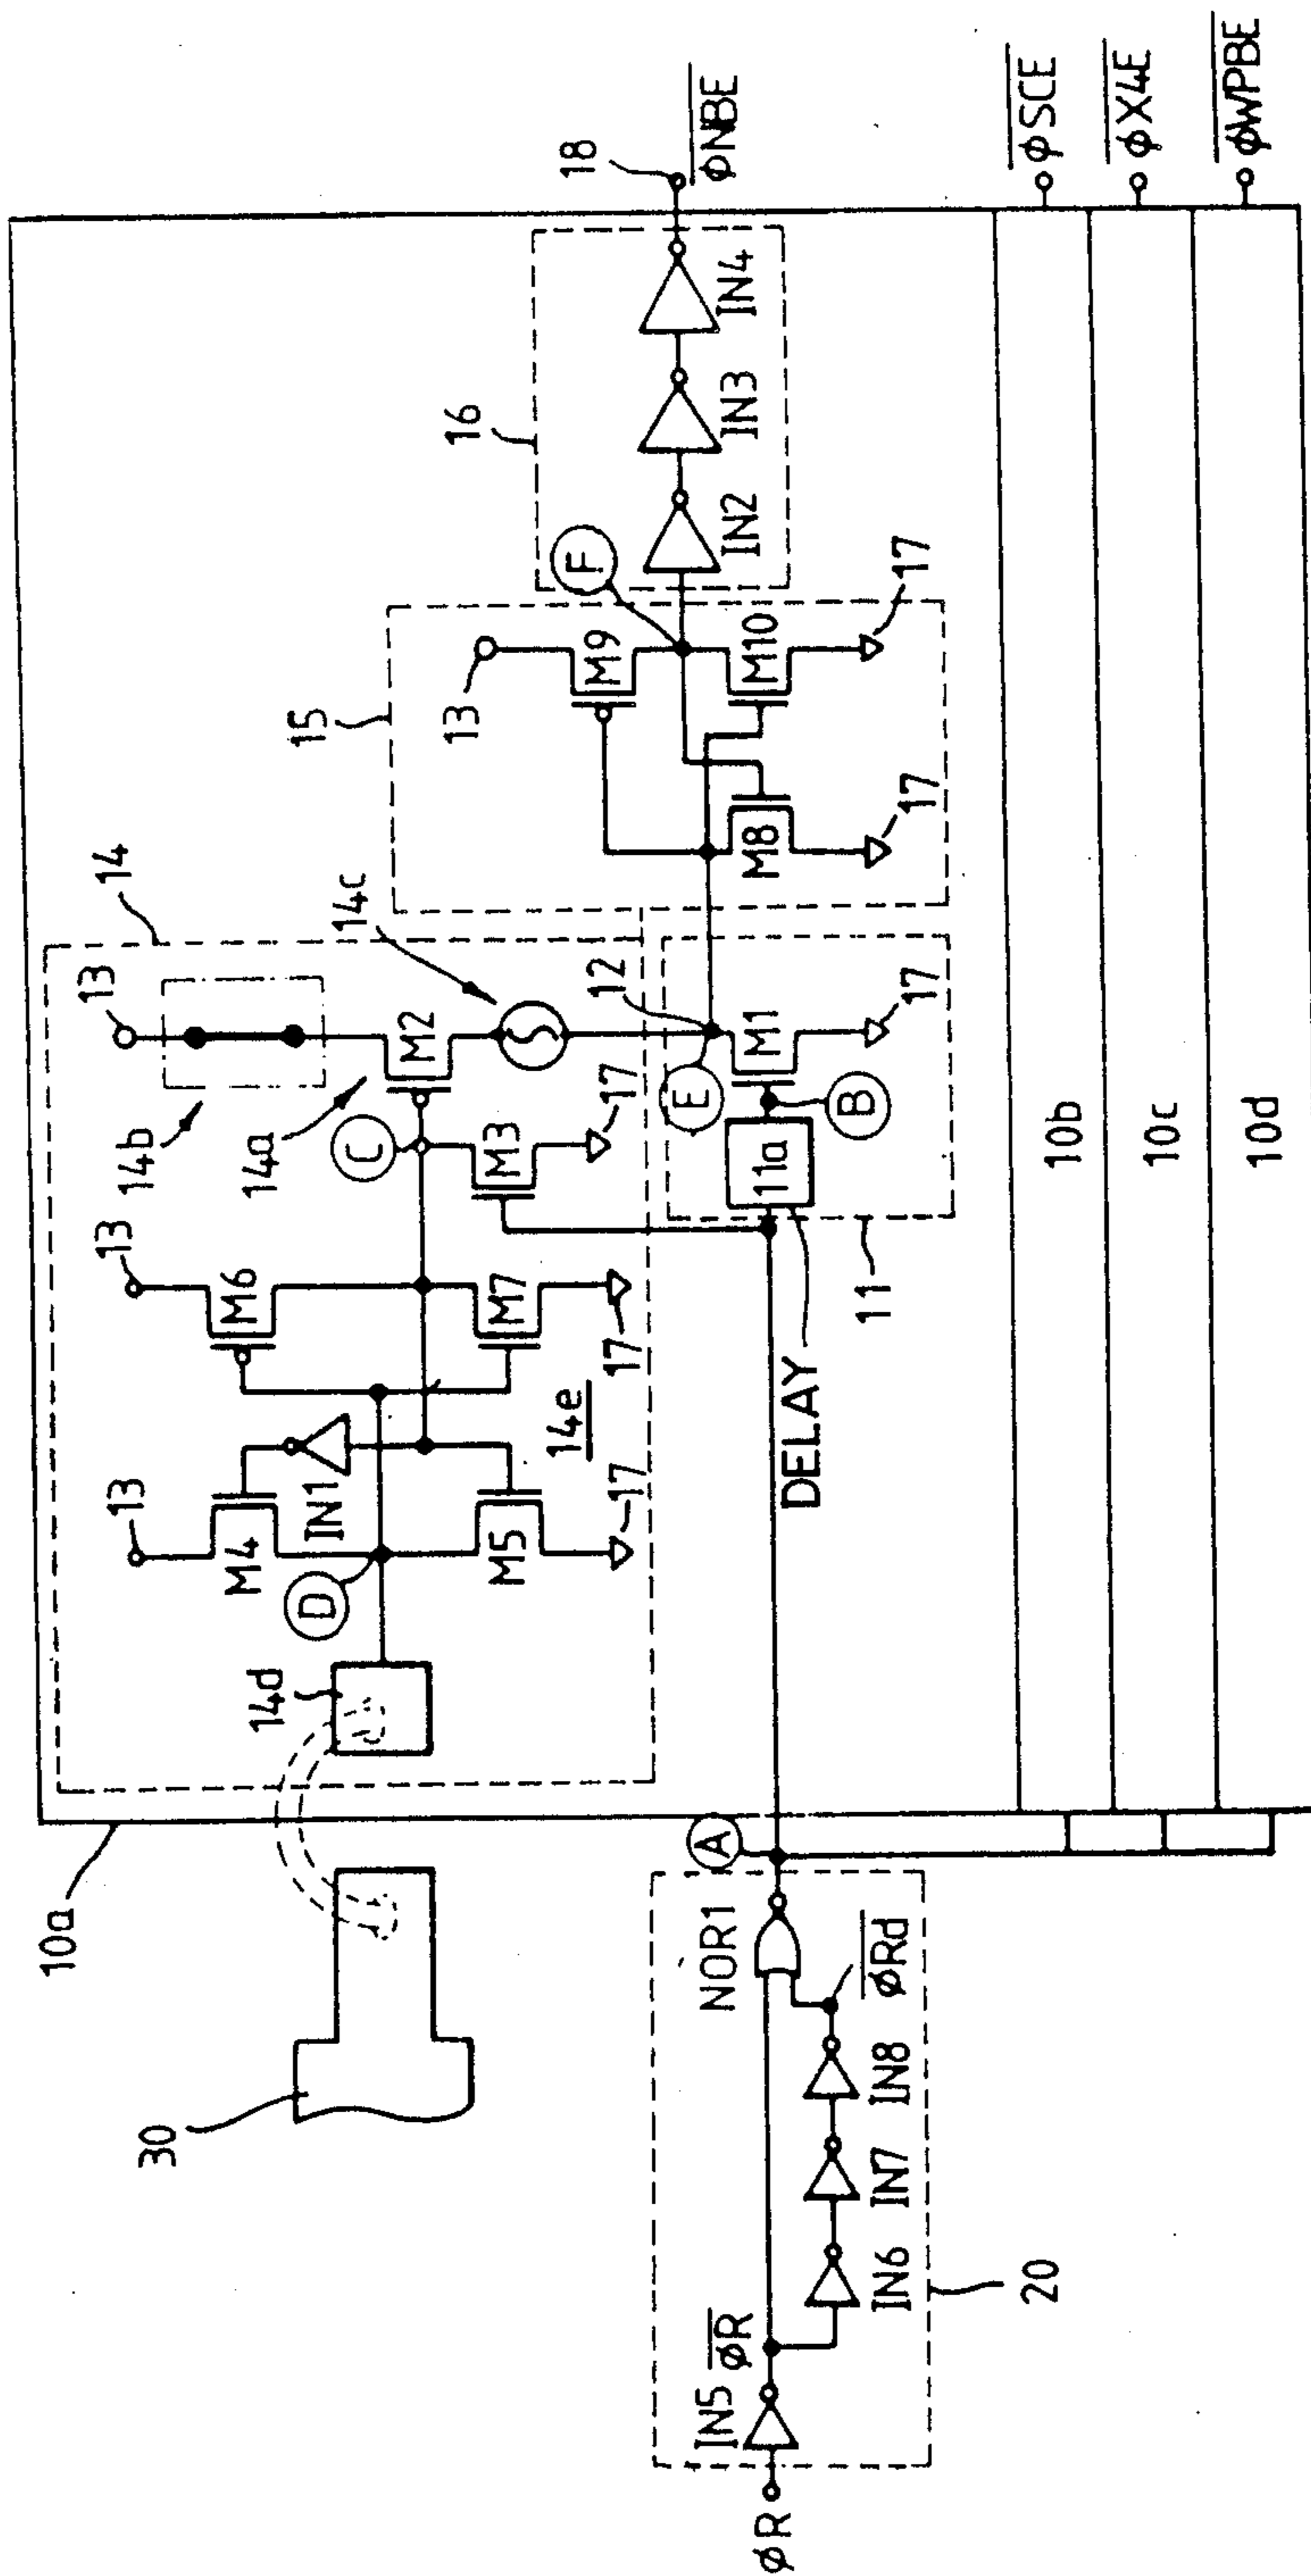 10a
30
14d
D
M4
13
IN1
M5
17
14e
13
M6
M7
17
C
M3
17
14b
14a
13
M2
14c
14
12
E
M1
17
B
11a
11
DELAY
15
13
M9
F
M8
M10
17
17
16
IN2
IN3
IN4
18
φNBE
φSCE
φX4E
φWPBE
10b
10c
10d
A
NOR1
φRd
IN5
φR
IN6
IN7
IN8
20
φR